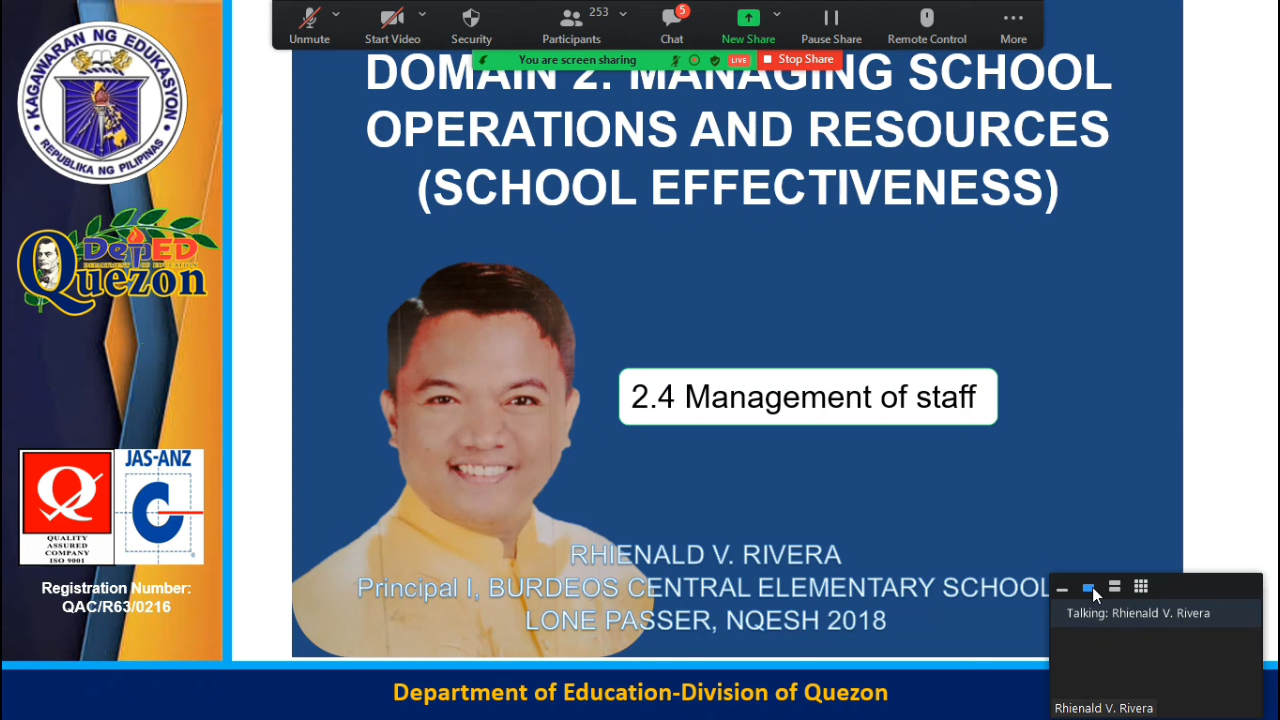 Unmute
Start Video
Security
253
Participants
5
Chat
New Share
Pause Share
Remote Control
More
You are screen sharing
LIVE
Stop Share
DOMAIN 2. MANAGING SCHOOL
OPERATIONS AND RESOURCES
(SCHOOL EFFECTIVENESS)
KAGAWARAN NG EDUKASYON
REPUBLIKA NG PILIPINAS
DepED
DEPARTMENT OF EDUCATION
Quezon
2.4 Management of staff
JAS-ANZ
QUALITY
ASSURED
COMPANY
ISO 9001
Registration Number:
QAC/R63/0216
RHIENALD V. RIVERA
Principal I, BURDEOS CENTRAL ELEMENTARY SCHOOL
LONE PASSER, NQESH 2018
Talking: Rhienald V. Rivera
Rhienald V. Rivera
Department of Education-Division of Quezon